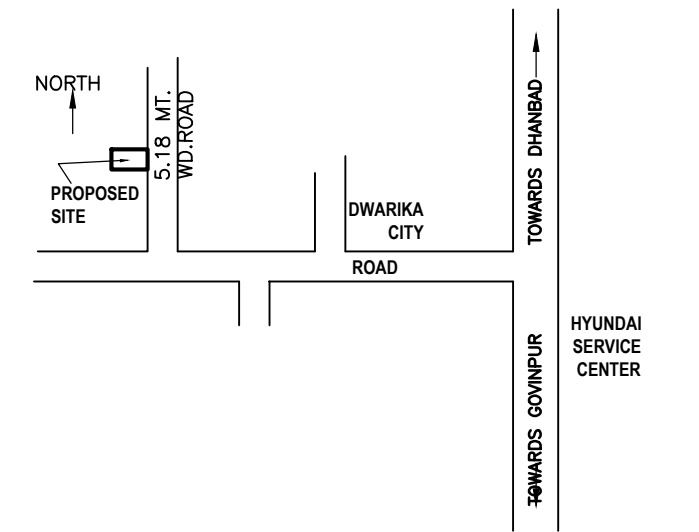 NORTH
5.18 MT.
WD.ROAD
PROPOSED
SITE
DWARIKA
CITY
ROAD
TOWARDS DHANBAD
TOWARDS GOVINPUR
HYUNDAI
SERVICE
CENTER